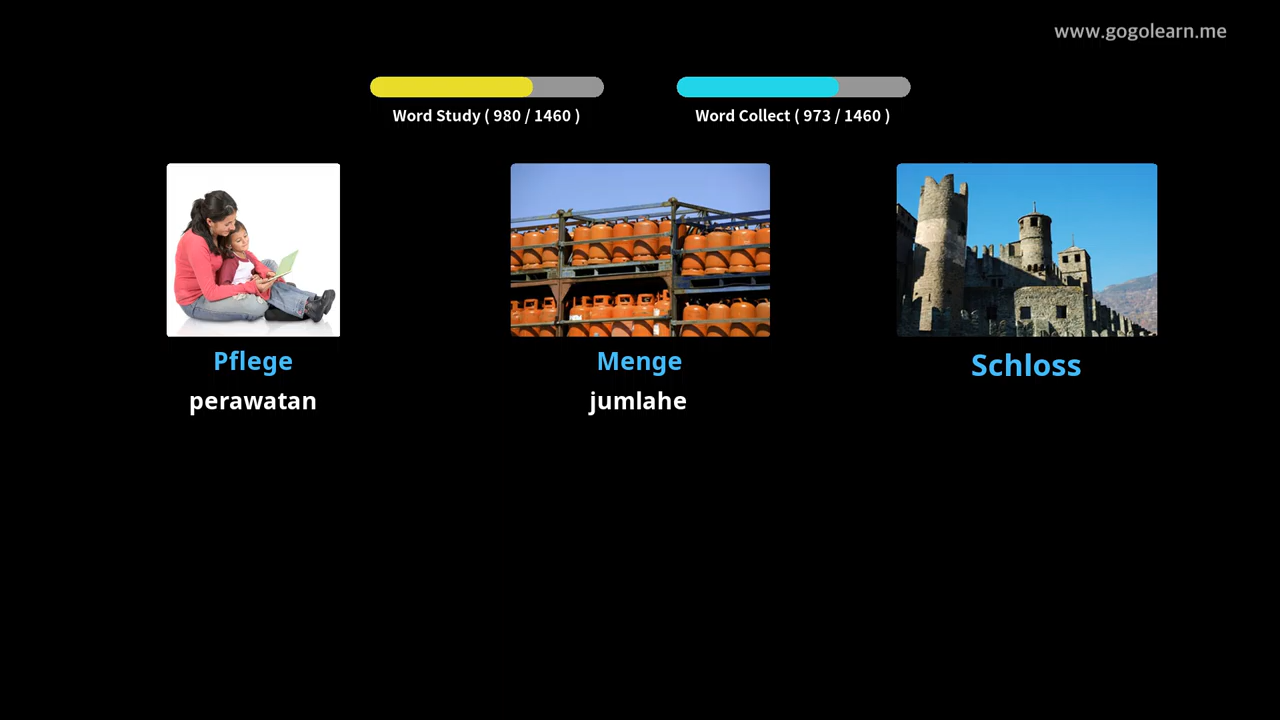 www.gogolearn.me
Word Study ( 980 / 1460 )
Word Collect ( 973 / 1460 )
Pflege
perawatan
Menge
jumlahe
Schloss